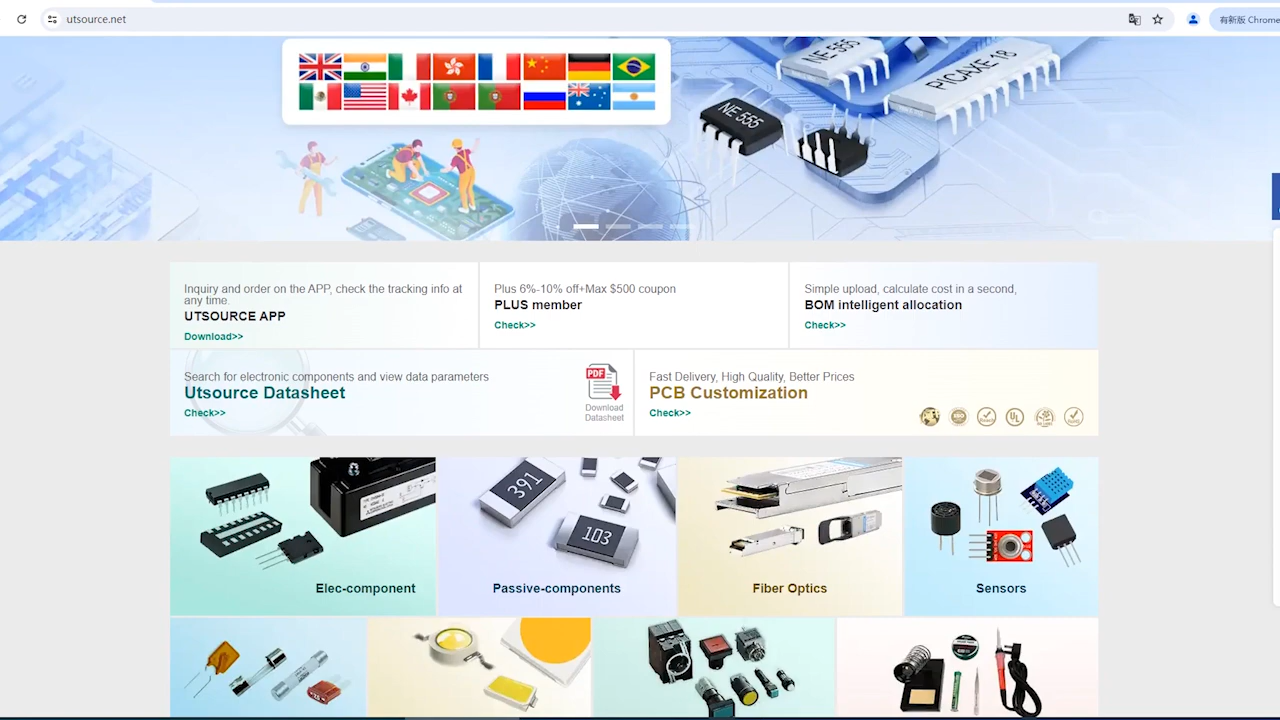 utsource.net
有新版 Chrome
NE 555
PICAXE-18
NE 555
Inquiry and order on the APP, check the tracking info at
any time.
UTSOURCE APP
Download>>
Plus 6%-10% off+Max $500 coupon
PLUS member
Check>>
Simple upload, calculate cost in a second,
BOM intelligent allocation
Check>>
Search for electronic components and view data parameters
Utsource Datasheet
Check>>
PDF
Download
Datasheet
Fast Delivery, High Quality, Better Prices
PCB Customization
Check>>
391
103
Elec-component
Passive-components
Fiber Optics
Sensors